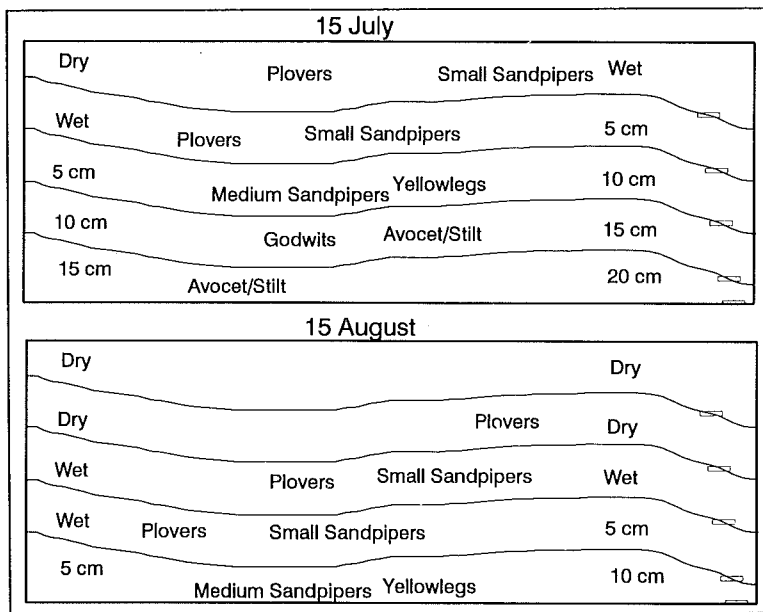 15 July
Dry Plovers Small Sandpipers Wet
Wet Plovers Small Sandpipers 5 cm
5 cm Medium Sandpipers Yellowlegs 10 cm
10 cm Godwits Avocet/Stilt 15 cm
15 cm Avocet/Stilt 20 cm
15 August
Dry Dry
Dry Plovers Dry
Wet Plovers Small Sandpipers Wet
Wet Plovers Small Sandpipers 5 cm
5 cm Medium Sandpipers Yellowlegs 10 cm